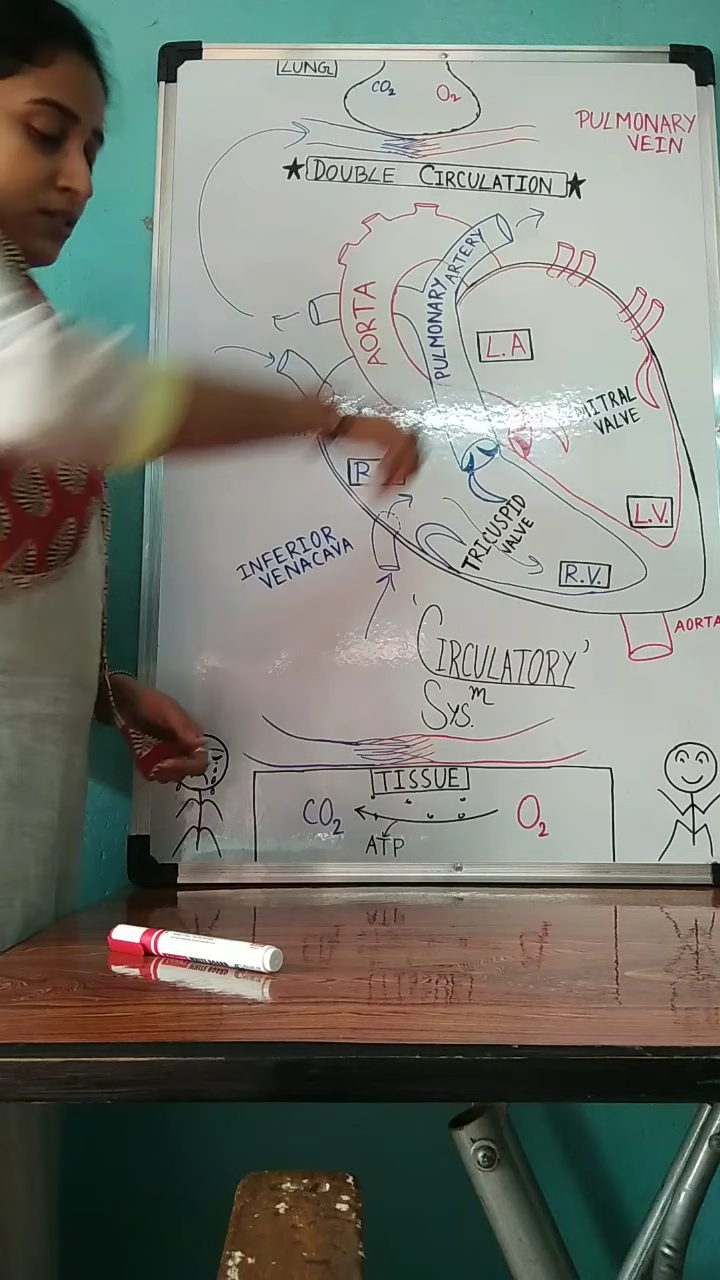 LUNG
CO₂ O₂
PULMONARY
VEIN
★ DOUBLE CIRCULATION ★
PULMONARY
ARTERY
AORTA
L.A
MITRAL
VALVE
R
L.V.
TRICUSPID
VALVE
INFERIOR
VENACAVA
R.V.
AORTA
'CIRCULATORY'
Sys.ᵐ
TISSUE
CO₂ O₂
ATP